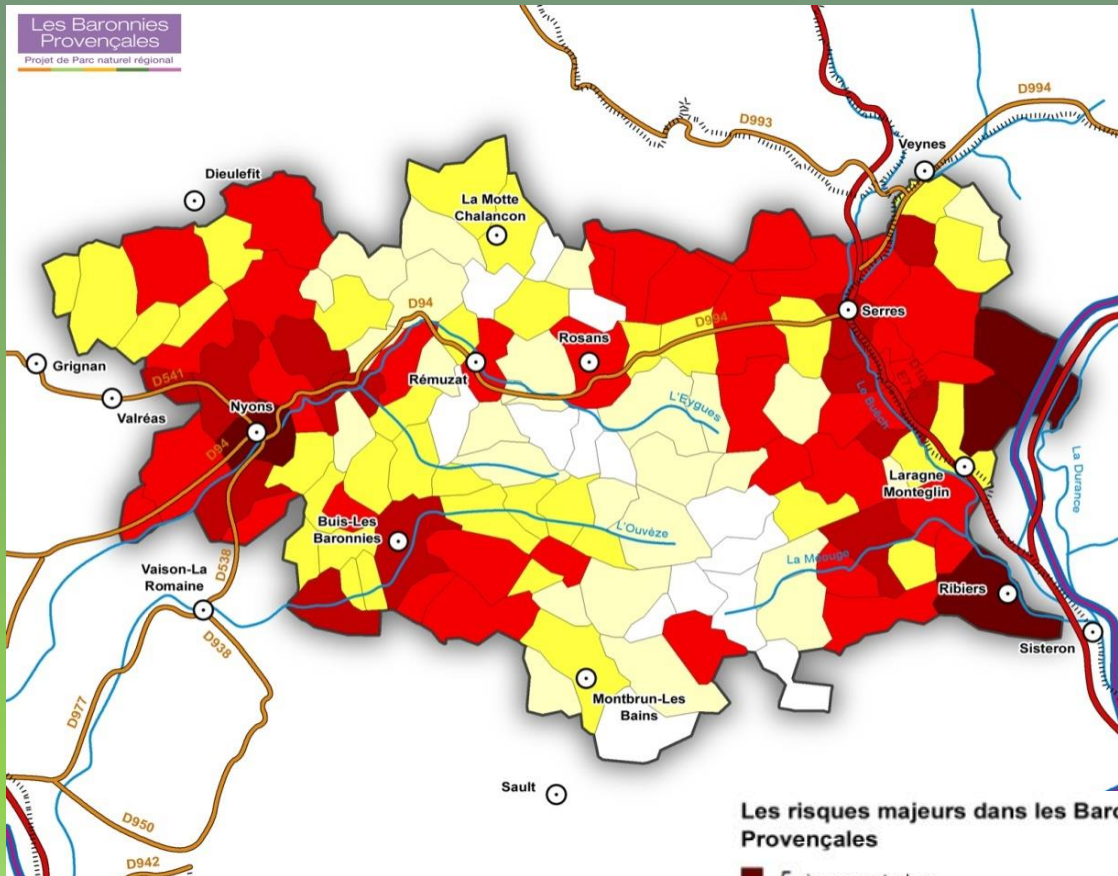 Les Baronnies
Provençales
Projet de Parc naturel régional
D994
D993
Veynes
Dieulefit
La Motte
Chalancon
D94
Serres
D994
Rosans
Grignan
Rémuzat
D541
Valréas
Nyons
L'Eygues
Le Buëch
D94
Laragne
Monteglin
La Durance
Buis-Les
Baronnies
L'Ouvèze
D538
La Méouge
Vaison-La
Romaine
Ribiers
D938
Sisteron
D977
Montbrun-Les
Bains
Sault
Les risques majeurs dans les Baro
Provençales
D950
D942